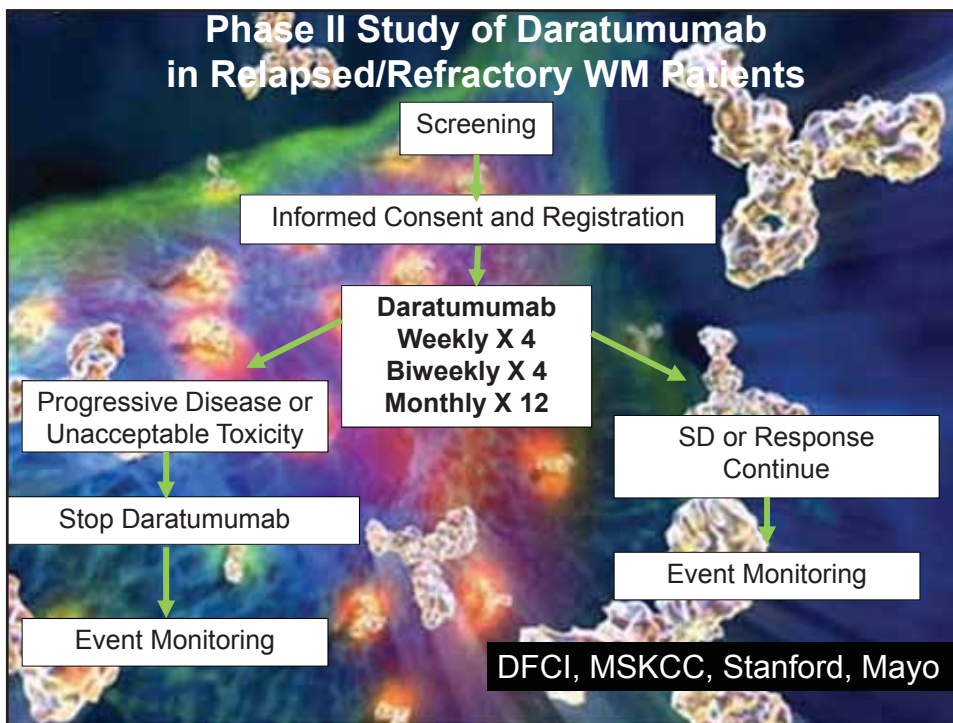 Phase II Study of Daratumumab
in Relapsed/Refractory WM Patients
Screening
Informed Consent and Registration
Daratumumab
Weekly X 4
Biweekly X 4
Monthly X 12
Progressive Disease or
Unacceptable Toxicity
SD or Response
Continue
Stop Daratumumab
Event Monitoring
Event Monitoring
DFCI, MSKCC, Stanford, Mayo